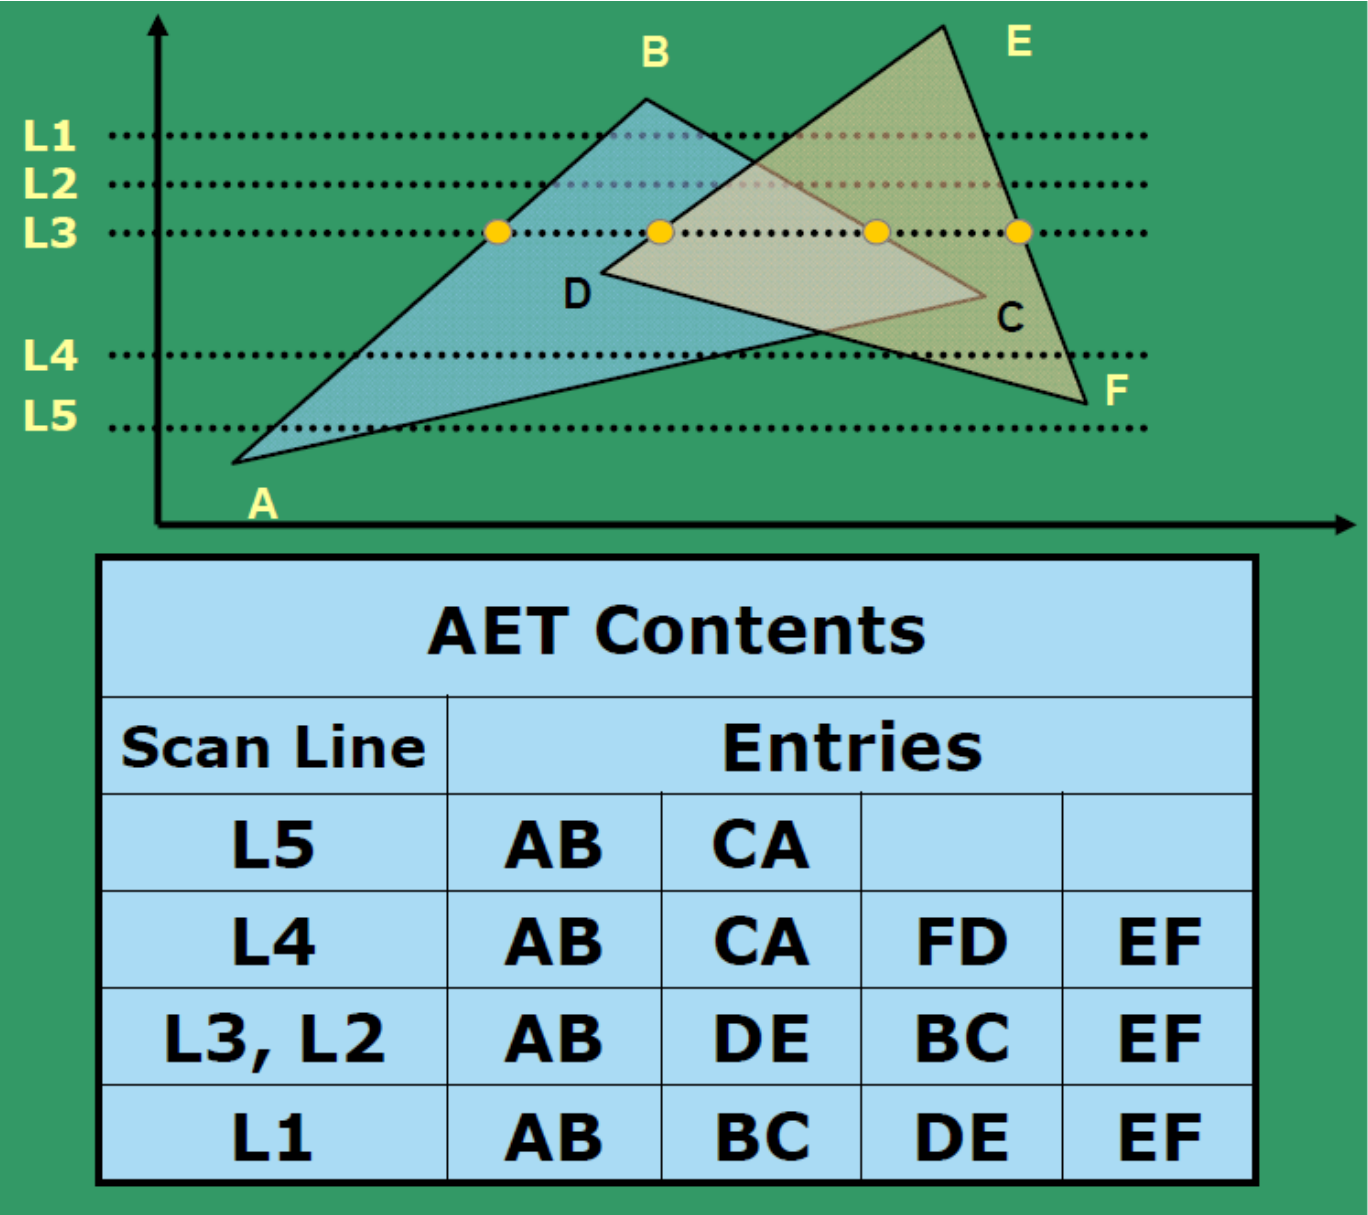 E
B
L1
L2
L3
D
C
L4
F
L5
A
AET Contents
Scan Line Entries
L5 AB CA
L4 AB CA FD EF
L3, L2 AB DE BC EF
L1 AB BC DE EF